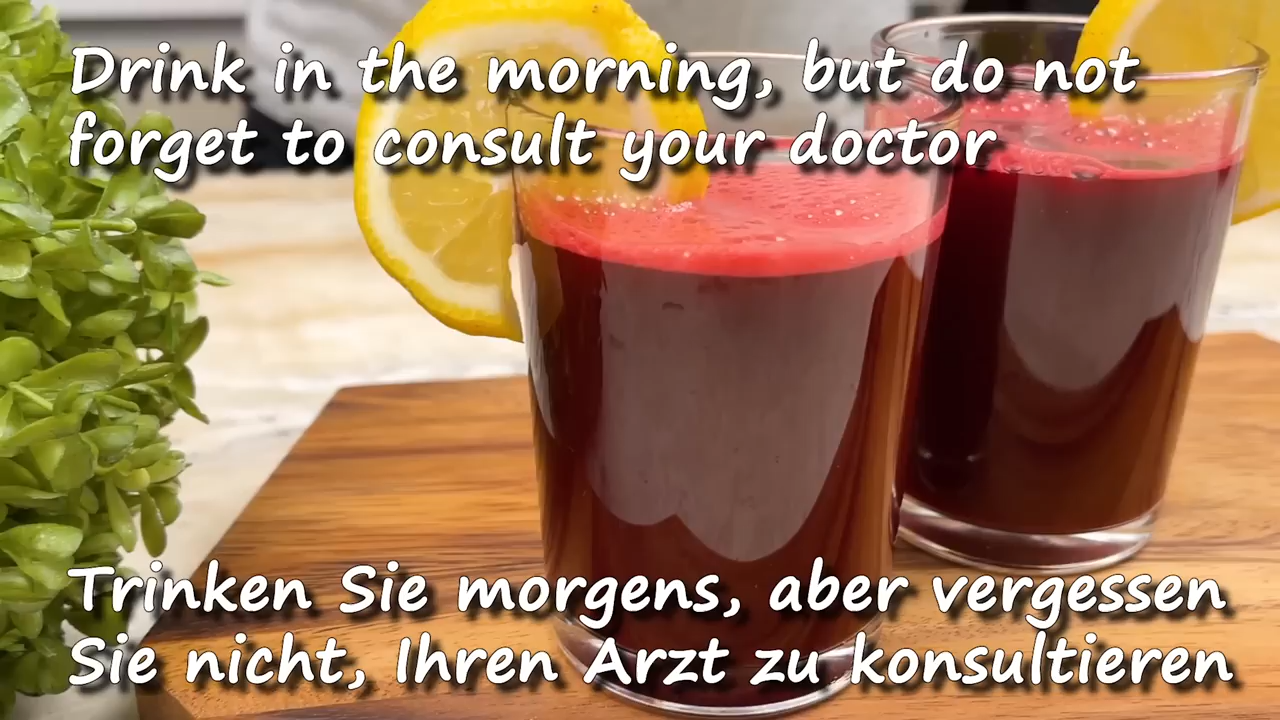 Drink in the morning, but do not
forget to consult your doctor
Trinken Sie morgens, aber vergessen
Sie nicht, Ihren Arzt zu konsultieren